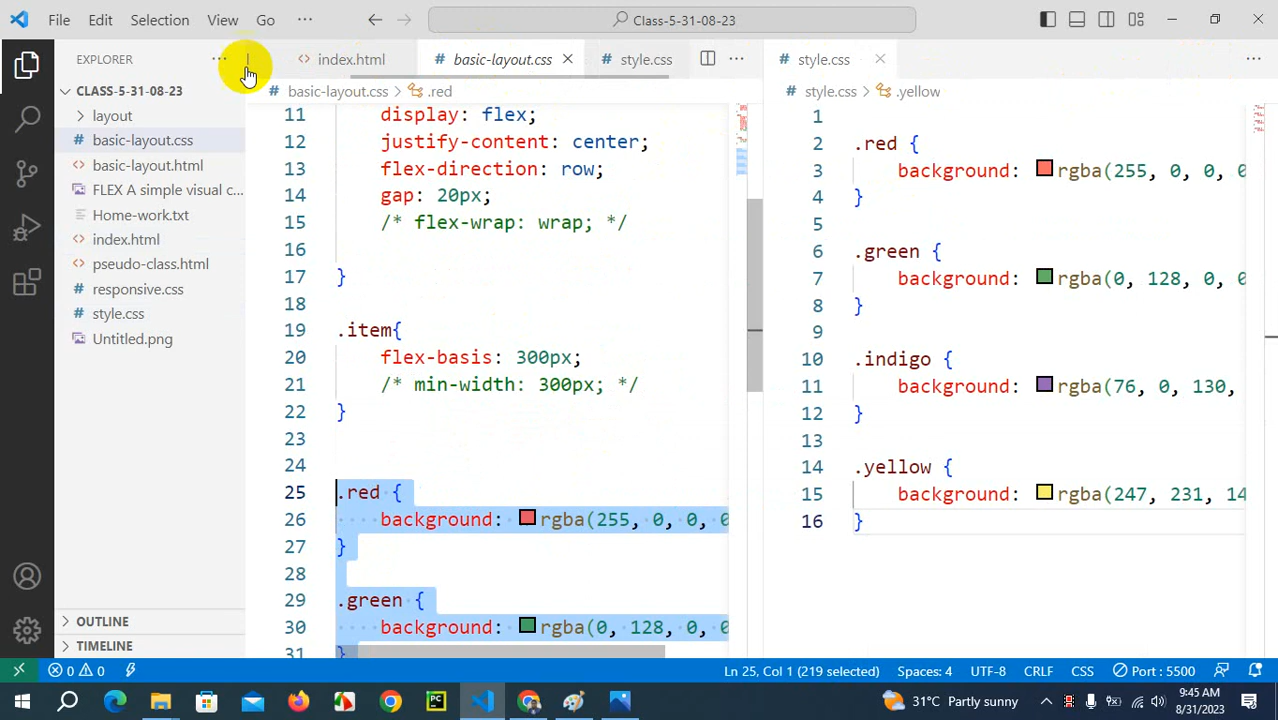 File Edit Selection View Go ···
Class-5-31-08-23
EXPLORER ···
CLASS-5-31-08-23
layout
basic-layout.css
basic-layout.html
FLEX A simple visual c...
Home-work.txt
index.html
pseudo-class.html
responsive.css
style.css
Untitled.png
OUTLINE
TIMELINE
index.html basic-layout.css style.css ···
basic-layout.css > .red
11 display: flex;
12 justify-content: center;
13 flex-direction: row;
14 gap: 20px;
15 /* flex-wrap: wrap; */
16
17 }
18
19 .item{
20 flex-basis: 300px;
21 /* min-width: 300px; */
22 }
23
24
25 .red {
26 background: rgba(255, 0, 0, 0
27 }
28
29 .green {
30 background: rgba(0, 128, 0, 0
31 }
style.css ···
style.css > .yellow
1
2 .red {
3 background: rgba(255, 0, 0, 0
4 }
5
6 .green {
7 background: rgba(0, 128, 0, 0
8 }
9
10 .indigo {
11 background: rgba(76, 0, 130,
12 }
13
14 .yellow {
15 background: rgba(247, 231, 14
16 }
0 0 Ln 25, Col 1 (219 selected) Spaces: 4 UTF-8 CRLF CSS Port : 5500
PC 31°C Partly sunny 9:45 AM
8/31/2023